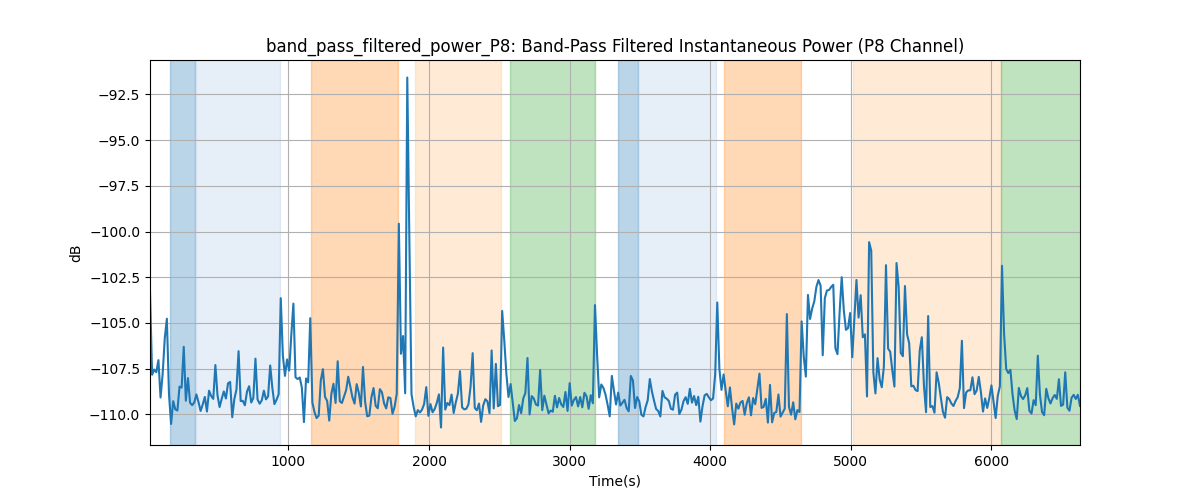 band_pass_filtered_power_P8: Band-Pass Filtered Instantaneous Power (P8 Channel)
−92.5
−95.0
−97.5
−100.0
−102.5
−105.0
−107.5
−110.0
dB
1000 2000 3000 4000 5000 6000
Time(s)